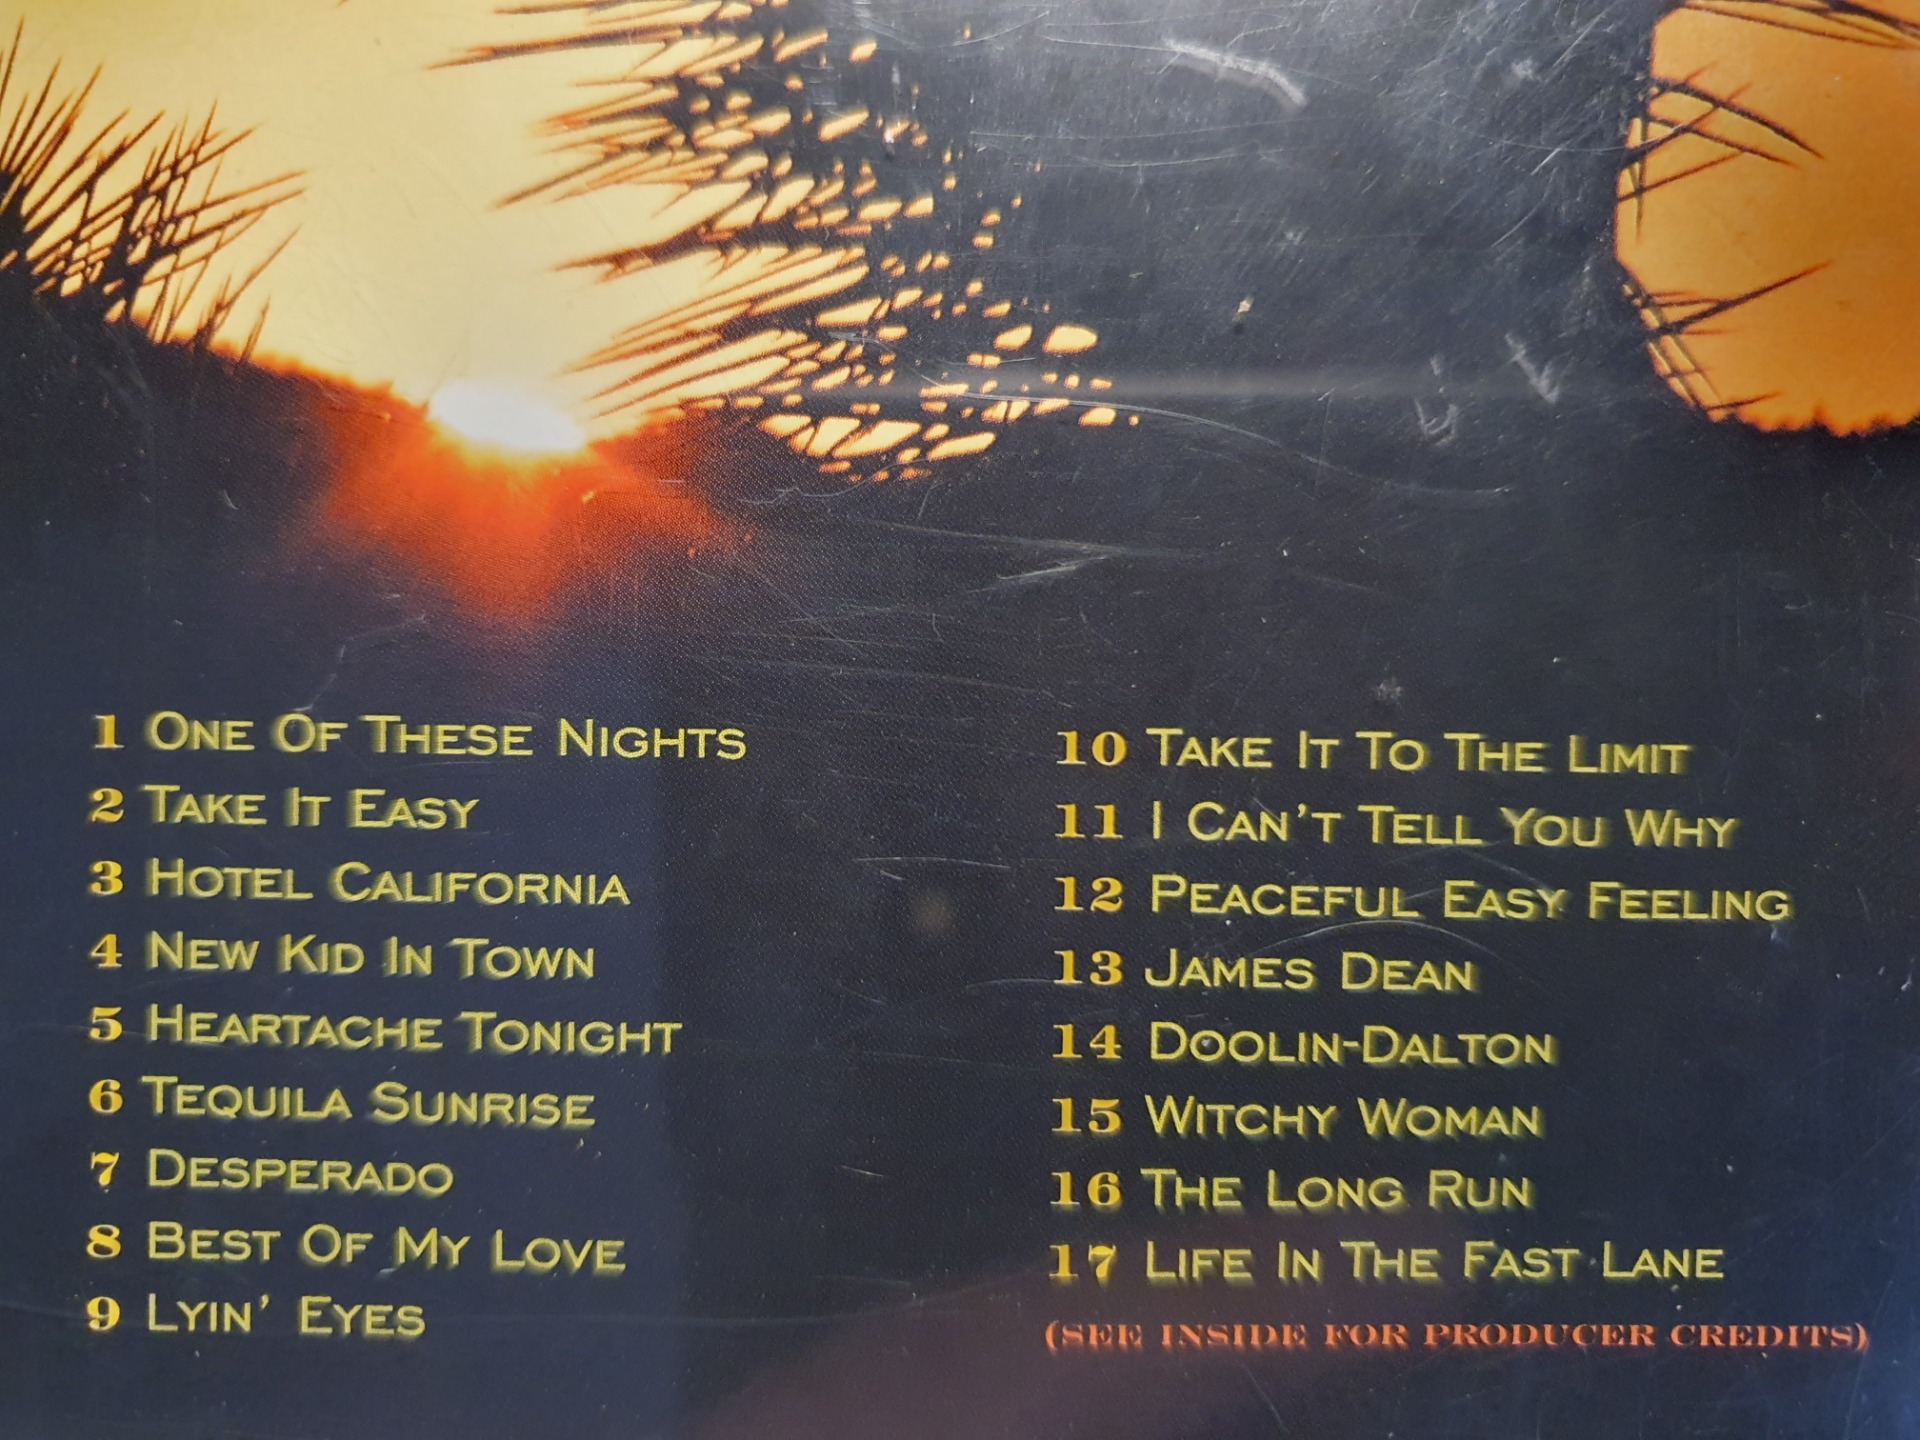 1 ONE OF THESE NIGHTS
2 TAKE IT EASY
3 HOTEL CALIFORNIA
4 NEW KID IN TOWN
5 HEARTACHE TONIGHT
6 TEQUILA SUNRISE
7 DESPERADO
8 BEST OF MY LOVE
9 LYIN' EYES
10 TAKE IT TO THE LIMIT
11 I CAN'T TELL YOU WHY
12 PEACEFUL EASY FEELING
13 JAMES DEAN
14 DOOLIN-DALTON
15 WITCHY WOMAN
16 THE LONG RUN
17 LIFE IN THE FAST LANE
(SEE INSIDE FOR PRODUCER CREDITS)